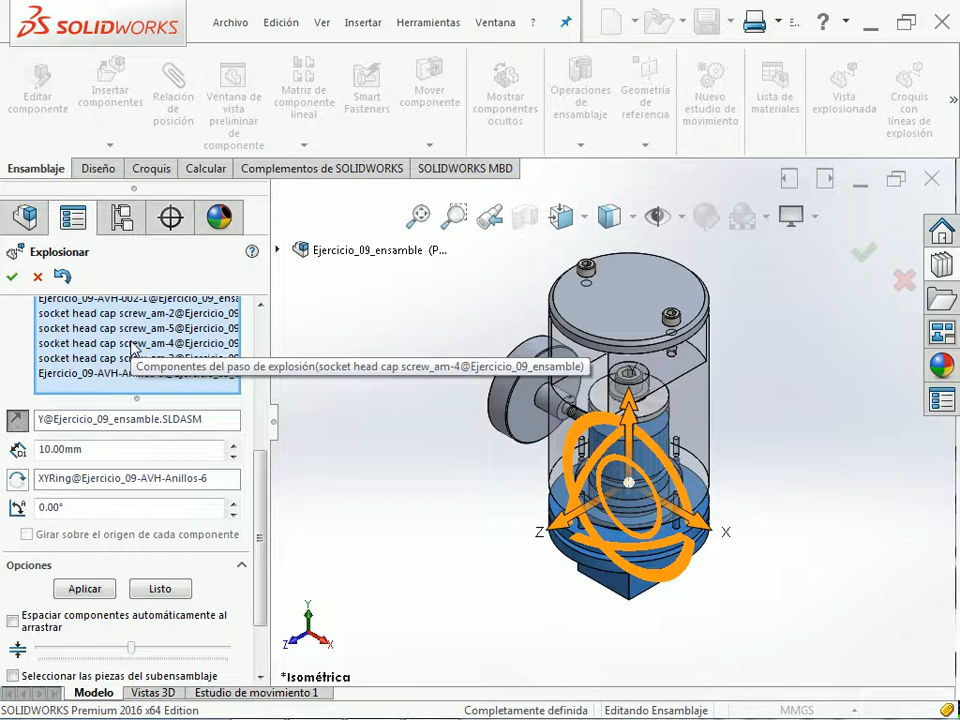 SOLIDWORKS
Archivo Edición Ver Insertar Herramientas Ventana ? E... ?
Editar componente
Insertar componentes
Relación de posición
Ventana de vista preliminar de componente
Matriz de componente lineal
Smart Fasteners
Mover componente
Mostrar componentes ocultos
Operaciones de ensamblaje
Geometría de referencia
Nuevo estudio de movimiento
Lista de materiales
Vista explosionada
Croquis con líneas de explosión
»
Ensamblaje Diseño Croquis Calcular Complementos de SOLIDWORKS SOLIDWORKS MBD
Explosionar ?
Ejercicio_09_ensamble (P...
Ejercicio_09-AVH-002-1@Ejercicio_09_ensa
socket head cap screw_am-2@Ejercicio_09
socket head cap screw_am-5@Ejercicio_09
socket head cap screw_am-4@Ejercicio_09
Componentes del paso de explosión(socket head cap screw_am-4@Ejercicio_09_ensamble)
Y@Ejercicio_09_ensamble.SLDASM
10.00mm
XYRing@Ejercicio_09-AVH-Anillos-6
0.00°
Girar sobre el origen de cada componente
Opciones
Aplicar Listo
Espaciar componentes automáticamente al
arrastrar
Seleccionar las piezas del subensamblaje
Z X
Y
Z X
*Isométrica
Modelo Vistas 3D Estudio de movimiento 1
SOLIDWORKS Premium 2016 x64 Edition Completamente definida Editando Ensamblaje MMGS